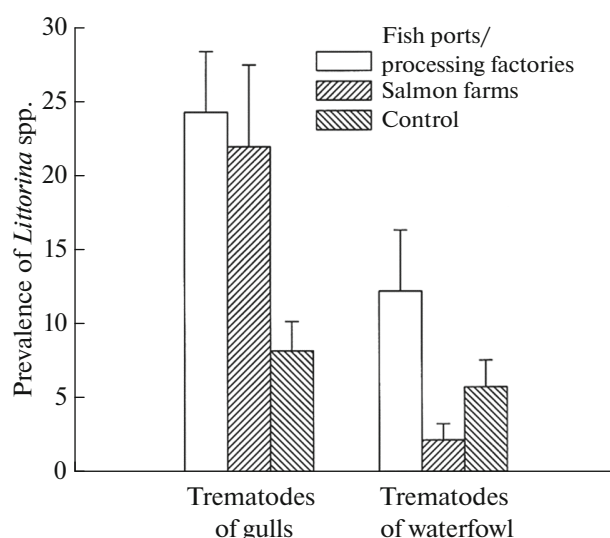 Prevalence of Littorina spp.
30
25
20
15
10
5
0
Fish ports/
processing factories
Salmon farms
Control
Trematodes
of gulls
Trematodes
of waterfowl